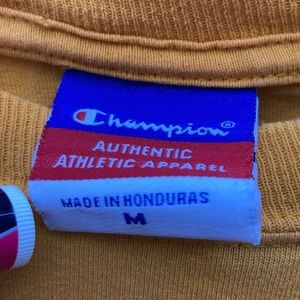 Champion®
AUTHENTIC
ATHLETIC APPAREL
MADE IN HONDURAS
M